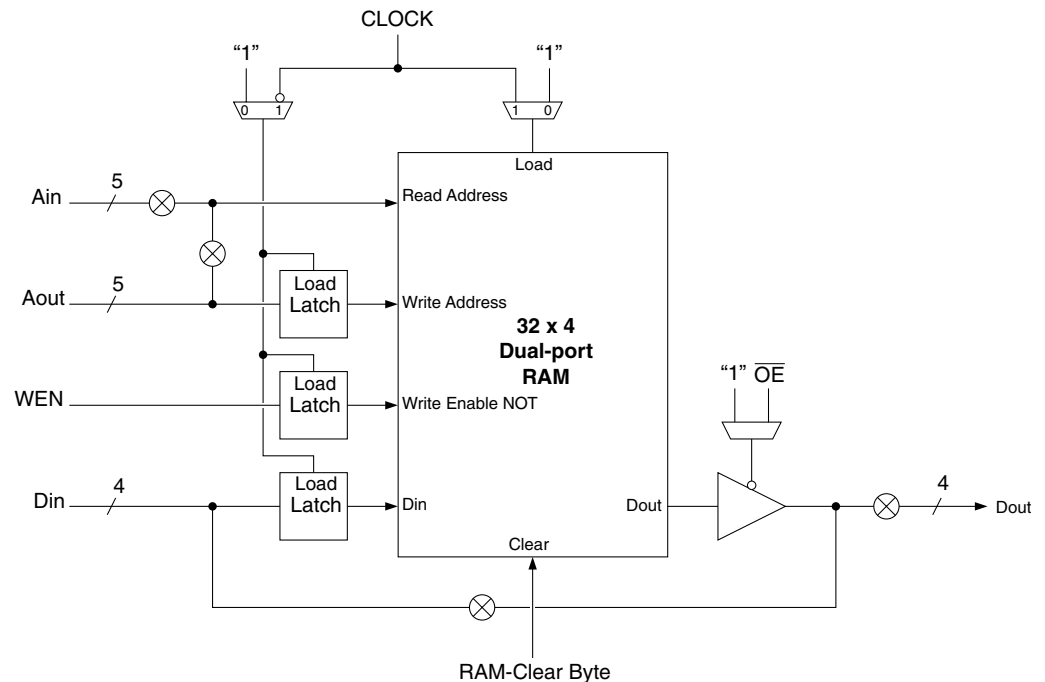 CLOCK
“1”
“1”
0 1
1 0
Load
Ain
5
Read Address
Load
Latch
Aout
5
Write Address
32 x 4
Dual-port
RAM
Load
Latch
WEN
Write Enable NOT
“1” OE
Load
Latch
Din
4
Din
Dout
4
Dout
Clear
RAM-Clear Byte